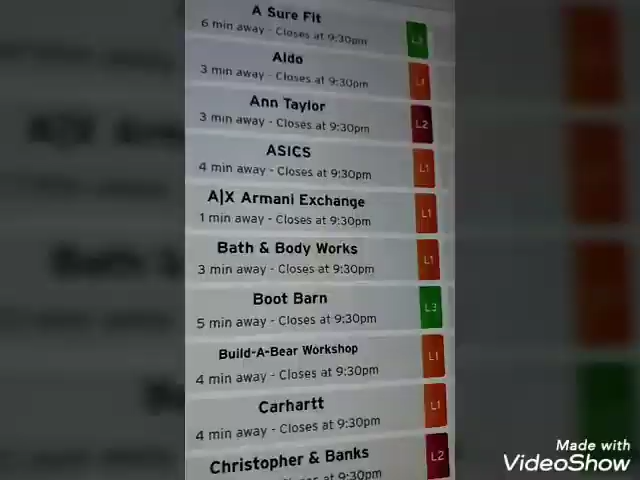 A Sure Fit
6 min away - Closes at 9:30pm
L3
Aldo
3 min away - Closes at 9:30pm
L1
Ann Taylor
3 min away - Closes at 9:30pm
L2
ASICS
4 min away - Closes at 9:30pm
L1
A|X Armani Exchange
1 min away - Closes at 9:30pm
L1
Bath & Body Works
3 min away - Closes at 9:30pm
L1
Boot Barn
5 min away - Closes at 9:30pm
L3
Build-A-Bear Workshop
4 min away - Closes at 9:30pm
L1
Carhartt
4 min away - Closes at 9:30pm
L1
Christopher & Banks
at 9:30pm
L2
Made with
VideoShow